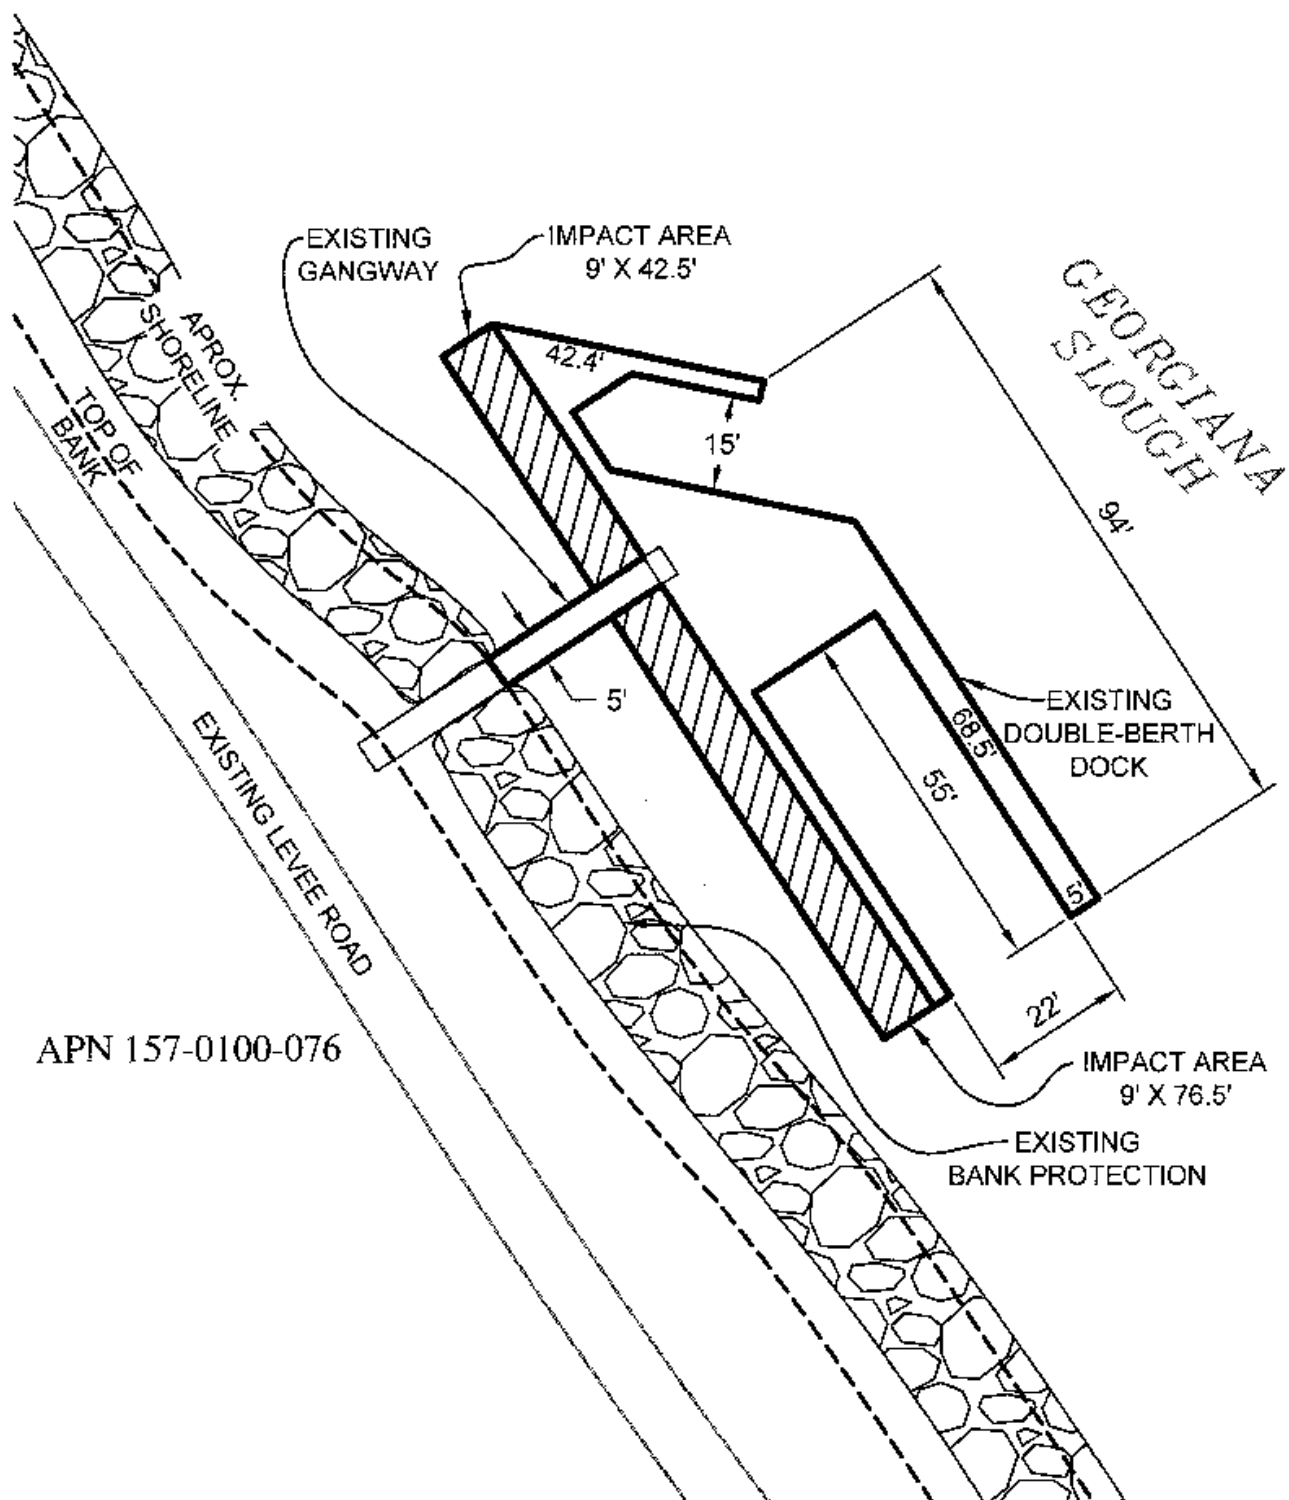 EXISTING
GANGWAY
IMPACT AREA
9' X 42.5'
GEORGIANA
SLOUGH
APROX.
SHORELINE
42.4'
TOP OF
BANK
15'
94'
5'
EXISTING
DOUBLE-BERTH
DOCK
68.5'
55'
EXISTING LEVEE ROAD
5'
22'
APN 157-0100-076
IMPACT AREA
9' X 76.5'
EXISTING
BANK PROTECTION